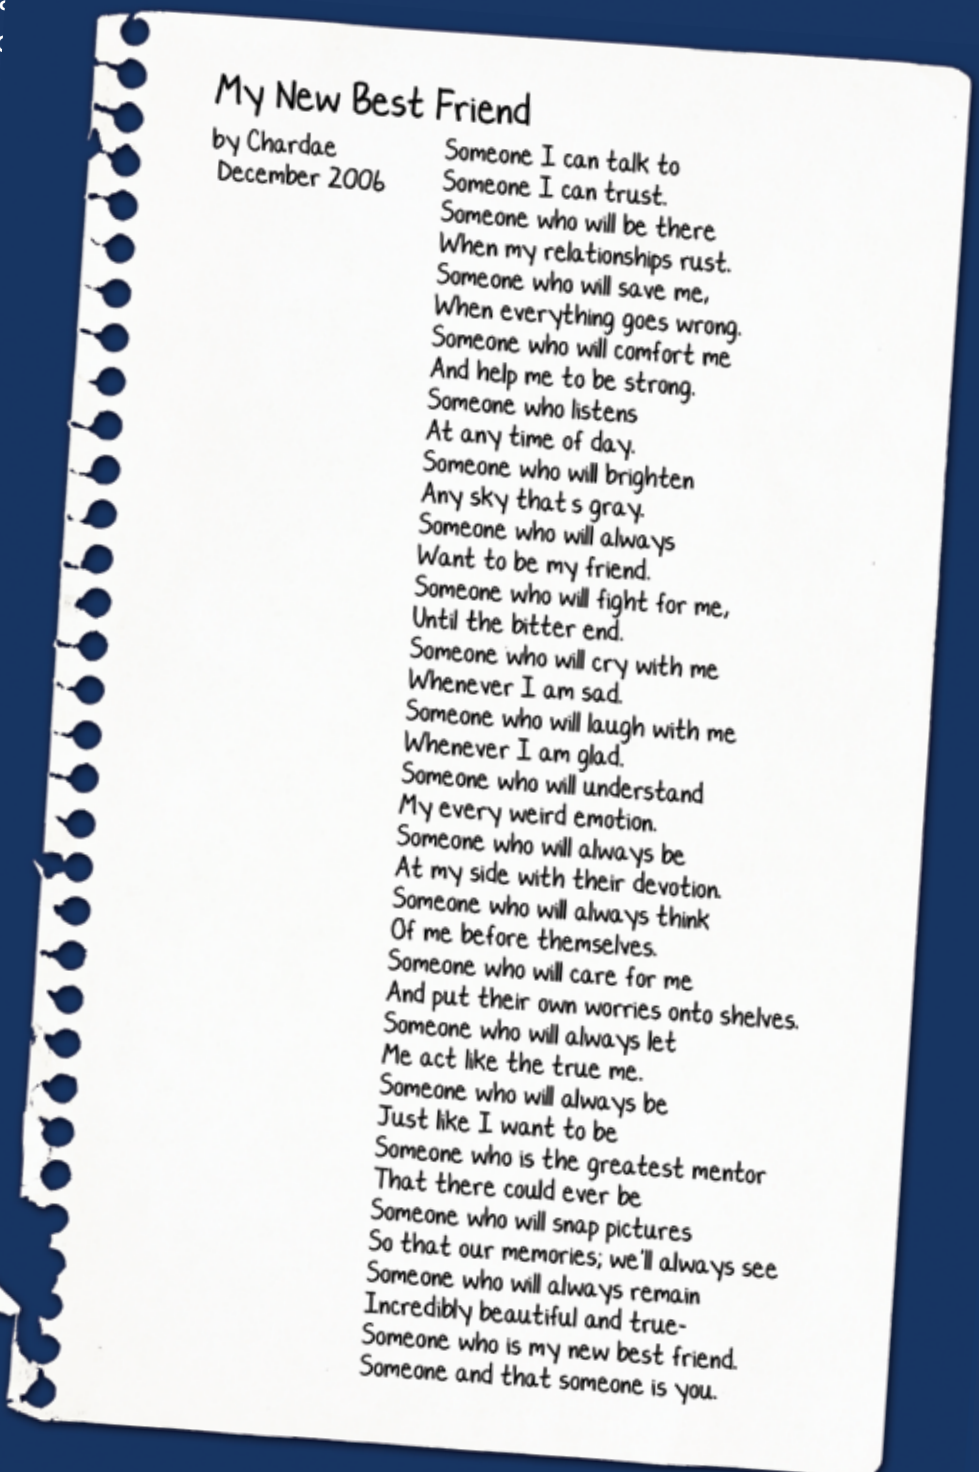 My New Best Friend
by Chardae
December 2006
Someone I can talk to
Someone I can trust.
Someone who will be there
When my relationships rust.
Someone who will save me,
When everything goes wrong.
Someone who will comfort me
And help me to be strong.
Someone who listens
At any time of day.
Someone who will brighten
Any sky that s gray.
Someone who will always
Want to be my friend.
Someone who will fight for me,
Until the bitter end.
Someone who will cry with me
Whenever I am sad.
Someone who will laugh with me
Whenever I am glad.
Someone who will understand
My every weird emotion.
Someone who will always be
At my side with their devotion.
Someone who will always think
Of me before themselves.
Someone who will care for me
And put their own worries onto shelves.
Someone who will always let
Me act like the true me.
Someone who will always be
Just like I want to be
Someone who is the greatest mentor
That there could ever be
Someone who will snap pictures
So that our memories; we'll always see
Someone who will always remain
Incredibly beautiful and true-
Someone who is my new best friend.
Someone and that someone is you.